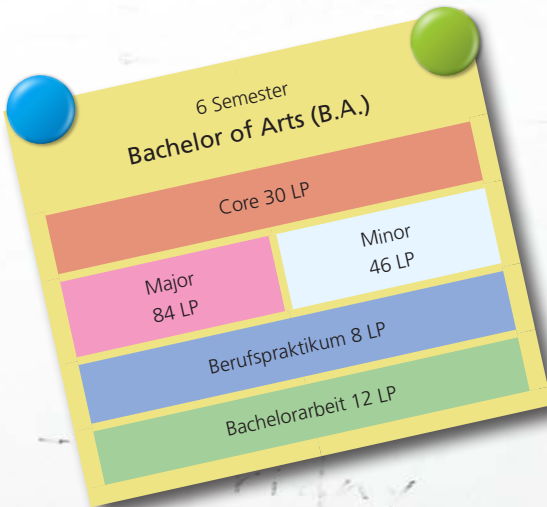 6 Semester
Bachelor of Arts (B.A.)
Core 30 LP
Major
84 LP
Minor
46 LP
Berufspraktikum 8 LP
Bachelorarbeit 12 LP